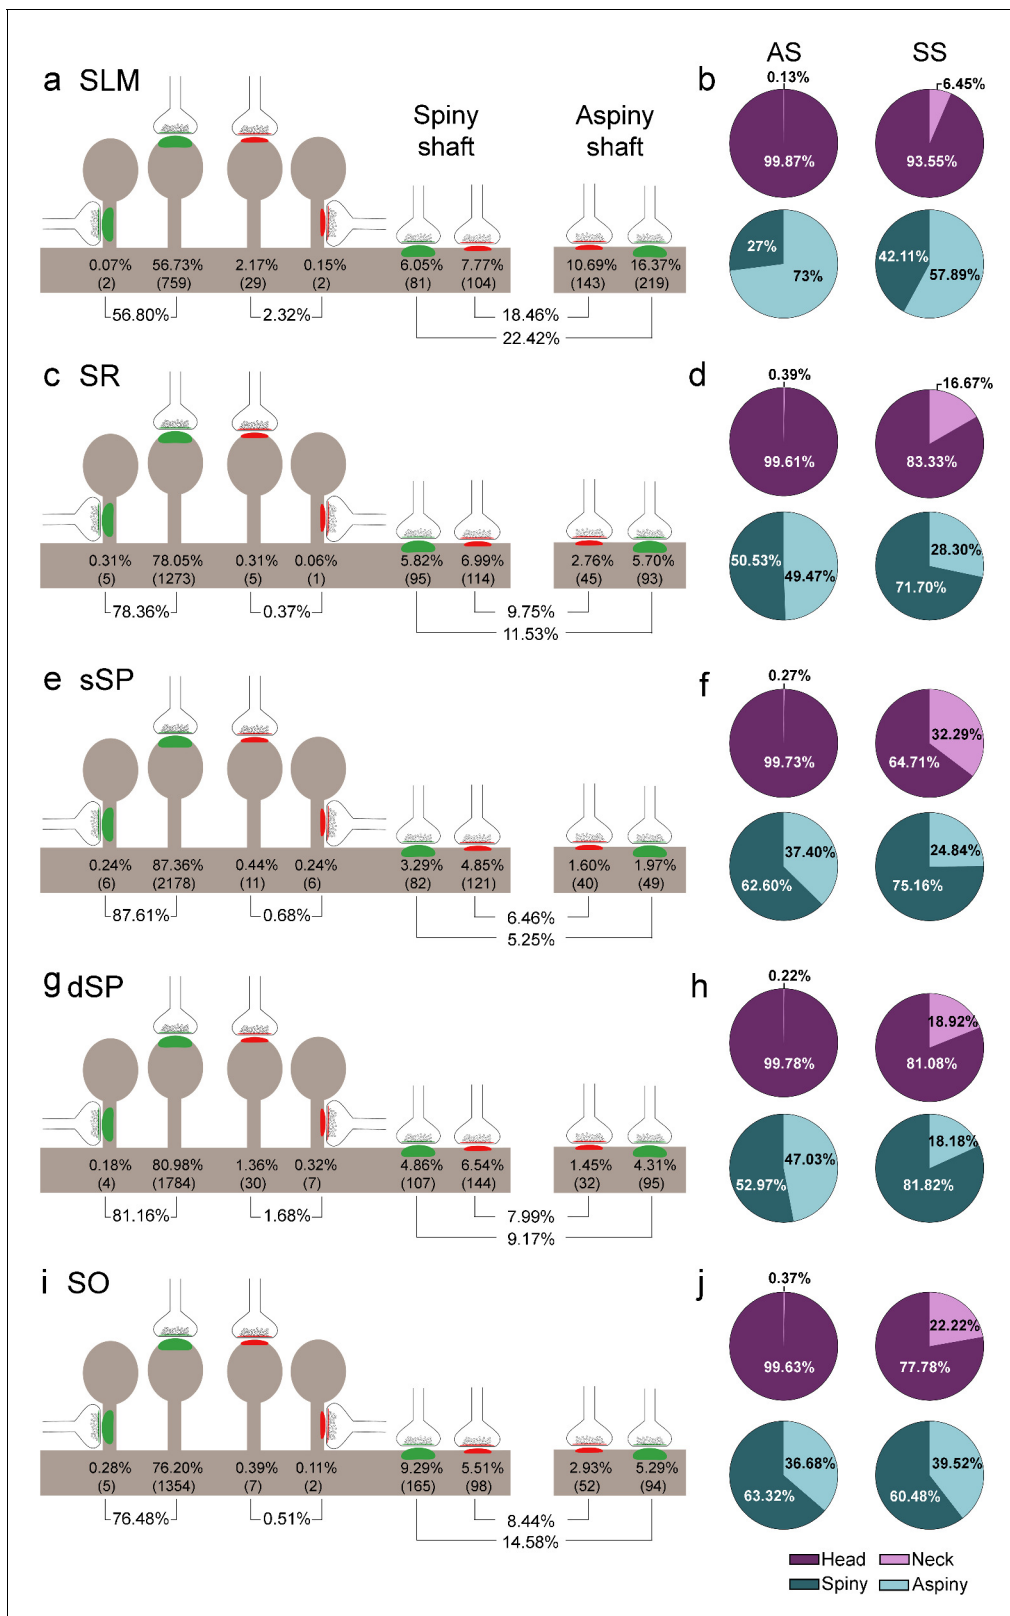 AS SS
a SLM
b
0.13%
6.45%
Spiny shaft
Aspiny shaft
99.87%
93.55%
27%
73%
42.11%
57.89%
0.07% 56.73% 2.17% 0.15% 6.05% 7.77% 10.69% 16.37%
(2) (759) (29) (2) (81) (104) (143) (219)
56.80% 2.32% 18.46%
22.42%
c SR
d
0.39%
16.67%
99.61%
83.33%
50.53%
49.47%
28.30%
71.70%
0.31% 78.05% 0.31% 0.06% 5.82% 6.99% 2.76% 5.70%
(5) (1273) (5) (1) (95) (114) (45) (93)
78.36% 0.37% 9.75%
11.53%
e sSP
f
0.27%
32.29%
99.73%
64.71%
37.40%
62.60%
24.84%
75.16%
0.24% 87.36% 0.44% 0.24% 3.29% 4.85% 1.60% 1.97%
(6) (2178) (11) (6) (82) (121) (40) (49)
87.61% 0.68% 6.46%
5.25%
g dSP
h
0.22%
18.92%
99.78%
81.08%
47.03%
52.97%
18.18%
81.82%
0.18% 80.98% 1.36% 0.32% 4.86% 6.54% 1.45% 4.31%
(4) (1784) (30) (7) (107) (144) (32) (95)
81.16% 1.68% 7.99%
9.17%
i SO
j
0.37%
22.22%
99.63%
77.78%
36.68%
63.32%
39.52%
60.48%
0.28% 76.20% 0.39% 0.11% 9.29% 5.51% 2.93% 5.29%
(5) (1354) (7) (2) (165) (98) (52) (94)
76.48% 0.51% 8.44%
14.58%
Head Neck
Spiny Aspiny